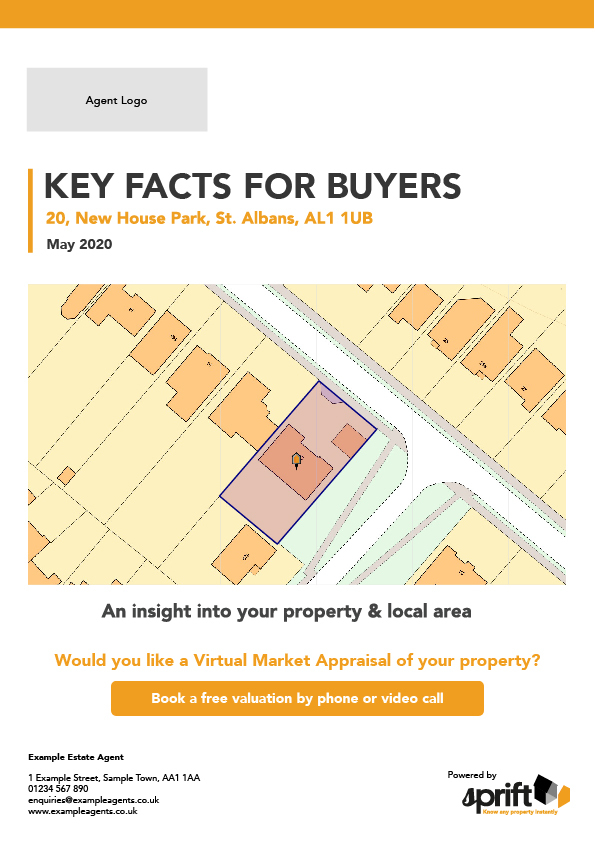 Agent Logo
KEY FACTS FOR BUYERS
20, New House Park, St. Albans, AL1 1UB
May 2020
An insight into your property & local area
Would you like a Virtual Market Appraisal of your property?
Book a free valuation by phone or video call
Example Estate Agent
1 Example Street, Sample Town, AA1 1AA
01234 567 890
enquiries@exampleagents.co.uk
www.exampleagents.co.uk
Powered by
sprift
Know any property instantly